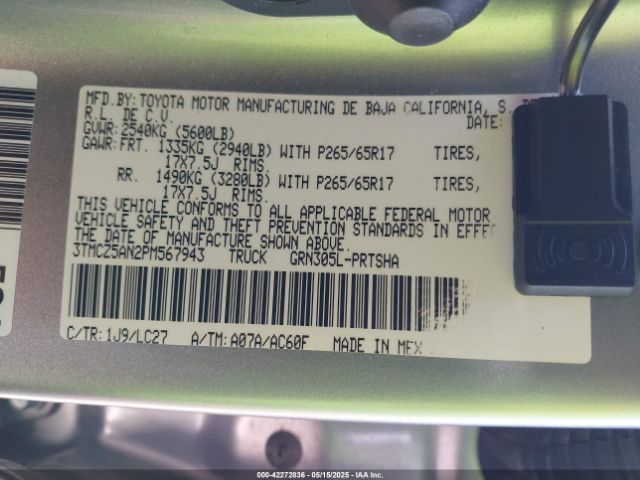 MFD.BY: TOYOTA MOTOR MANUFACTURING DE BAJA CALIFORNIA, S.
R.L. DE C.V. DATE:
GVWR: 2540KG (5600LB)
GAWR: FRT. 1335KG (2940LB) WITH P265/65R17 TIRES,
17X7.5J RIMS.
RR. 1490KG (3280LB) WITH P265/65R17 TIRES,
17X7.5J RIMS.
THIS VEHICLE CONFORMS TO ALL APPLICABLE FEDERAL MOTOR
VEHICLE SAFETY AND THEFT PREVENTION STANDARDS IN EFFE
THE DATE OF MANUFACTURE SHOWN ABOVE.
3TMCZ5AN2PM567943 TRUCK GRN305L-PRTSHA
C/TR: 1J9/LC27 A/TM: A07A/AC60F MADE IN MEX
000-42272836 - 05/15/2025 - IAA Inc.